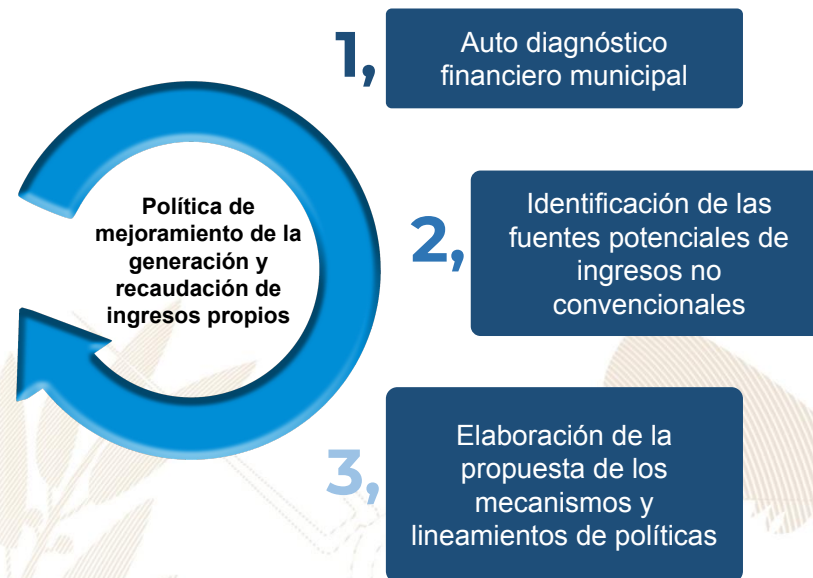 1,
Auto diagnóstico
financiero municipal
Política de
mejoramiento de la
generación y
recaudación de
ingresos propios
2,
Identificación de las
fuentes potenciales de
ingresos no
convencionales
3,
Elaboración de la
propuesta de los
mecanismos y
lineamientos de políticas